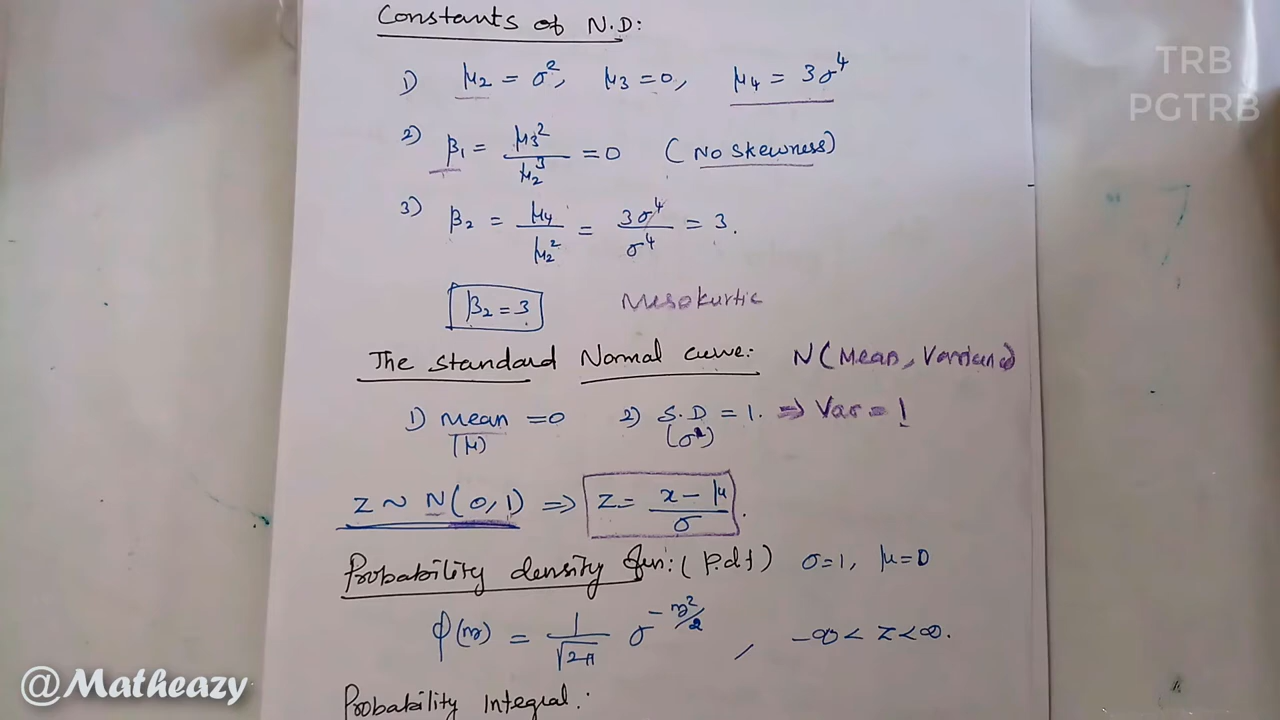 Constants of N.D:
TRB
PGTRB
1) μ₂ = σ², μ₃ = 0, μ₄ = 3σ⁴
2) β₁ = μ₃²/μ₂³ = 0 (No skewness)
3) β₂ = μ₄/μ₂² = 3σ⁴/σ⁴ = 3.
β₂ = 3 Mesokurtic
The standard Normal curve: N(Mean, Variance)
1) mean = 0 2) S.D = 1. ⇒ Var = 1
(μ) (σ²)
Z ~ N(0,1) ⇒ Z = x-μ/σ.
Probability density fun: (p.d.f) σ=1, μ=0
φ(z) = 1/√2π σ^(-z²/2), -∞ < z < ∞.
@Matheazy
Probability Integral: